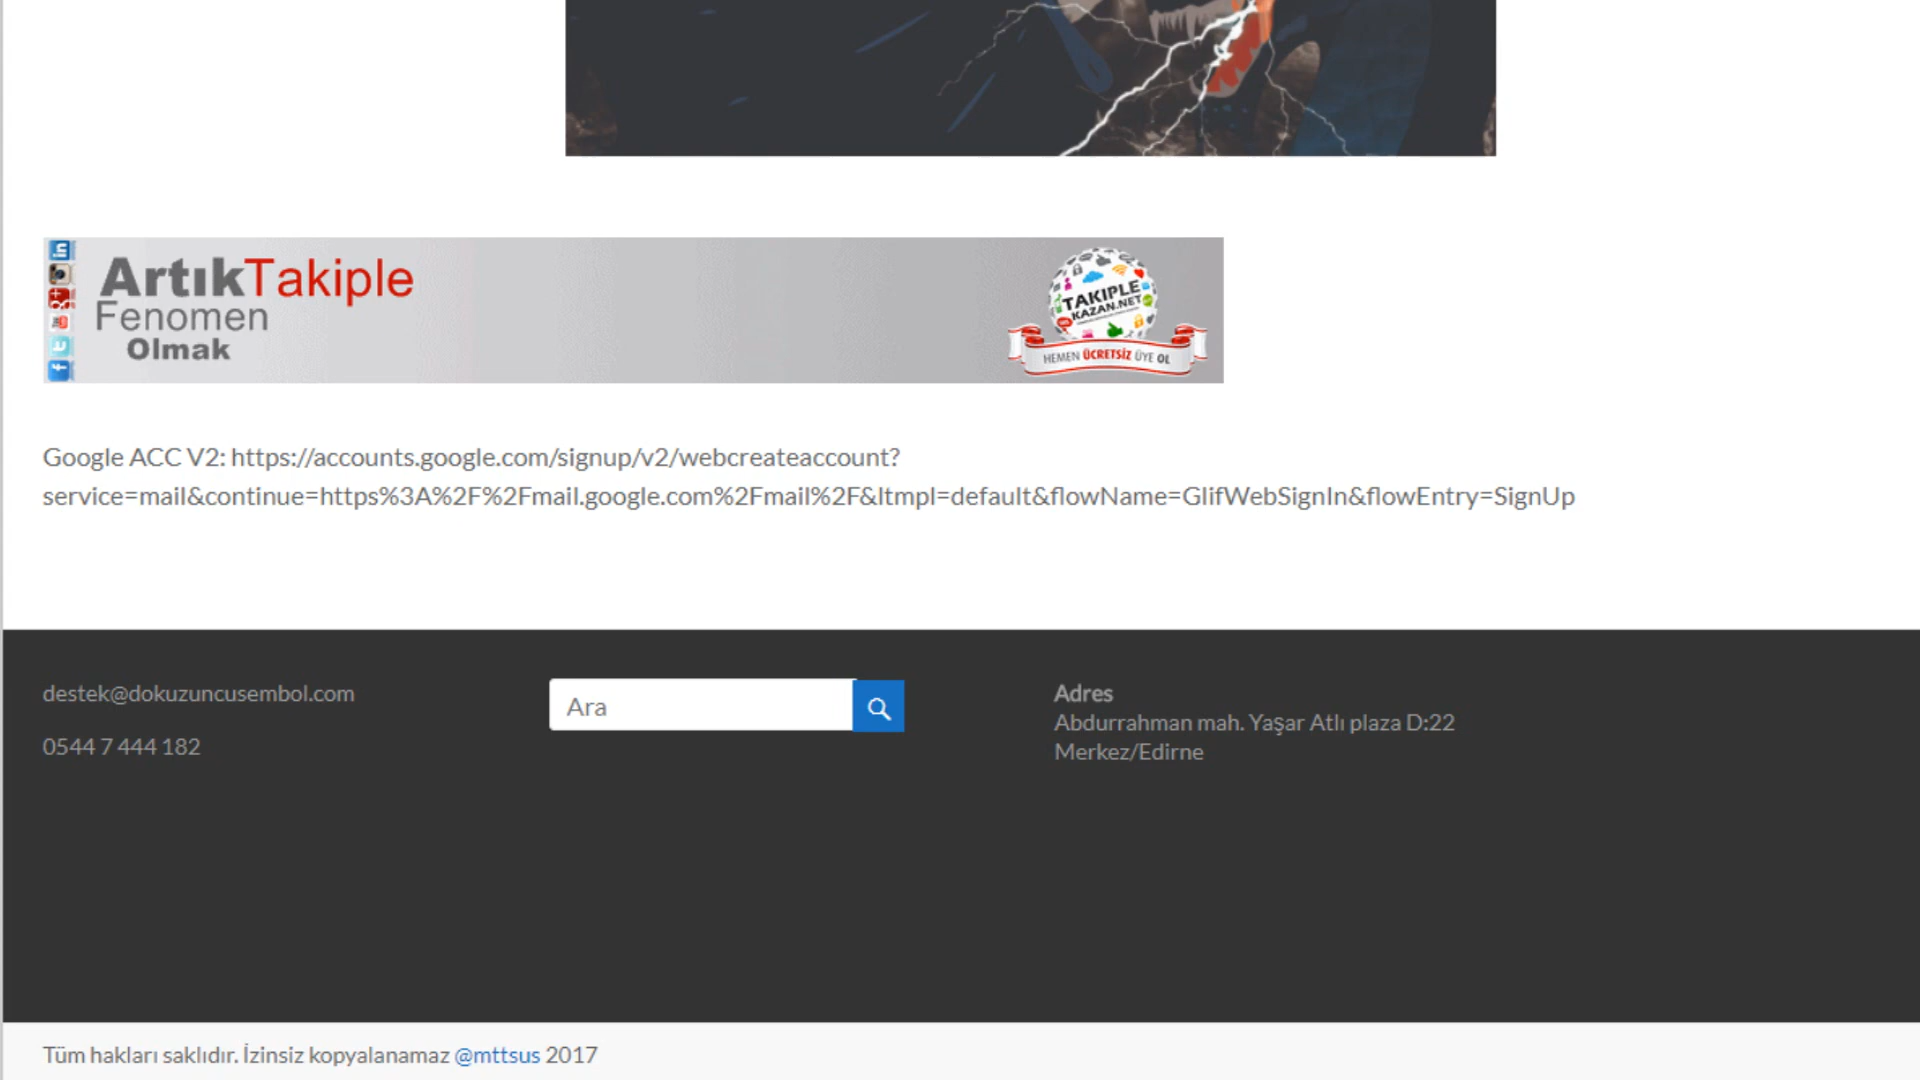 ArtıkTakiple
Fenomen
Olmak
TAKIPLE
KAZAN.NET
HEMEN ÜCRETSİZ ÜYE OL
Google ACC V2: https://accounts.google.com/signup/v2/webcreateaccount?
service=mail&continue=https%3A%2F%2Fmail.google.com%2Fmail%2F&ltmpl=default&flowName=GlifWebSignIn&flowEntry=SignUp
destek@dokuzuncusembol.com
0544 7 444 182
Ara
Adres
Abdurrahman mah. Yaşar Atlı plaza D:22
Merkez/Edirne
Tüm hakları saklıdır. İzinsiz kopyalanamaz @mttsus 2017